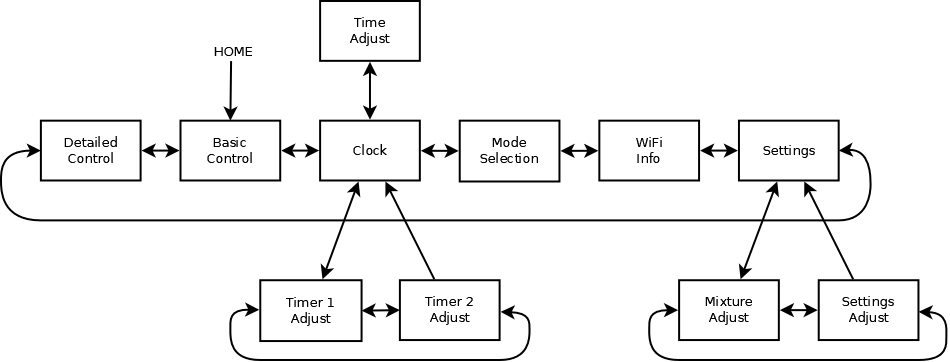 Time
Adjust
HOME
Detailed
Control
Basic
Control
Clock
Mode
Selection
WiFi
Info
Settings
Timer 1
Adjust
Timer 2
Adjust
Mixture
Adjust
Settings
Adjust